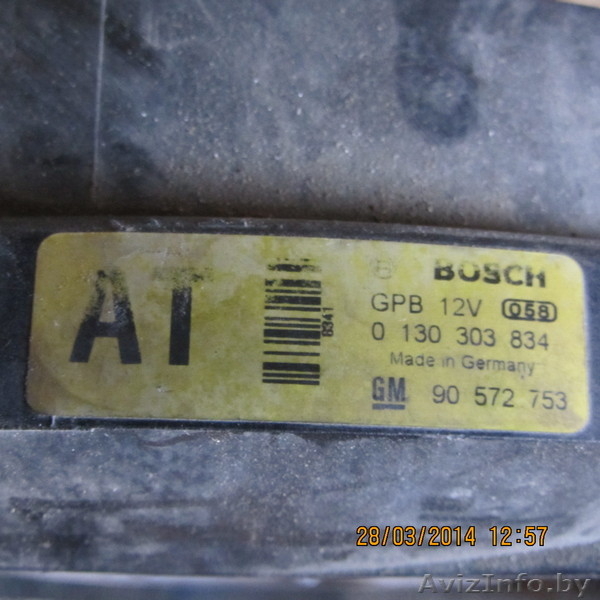 AT
8341
BOSCH
GPB 12V 058
0 130 303 834
Made in Germany
GM 90 572 753
28/03/2014 12:57
AvizInfo.by